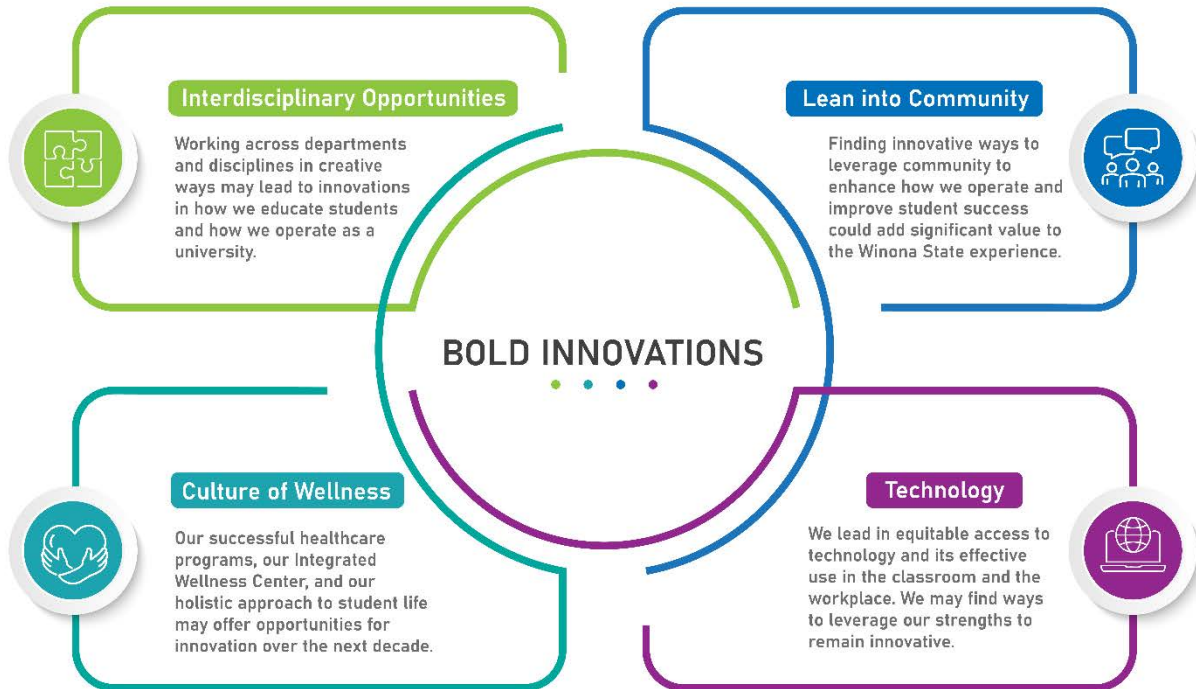 Interdisciplinary Opportunities
Working across departments
and disciplines in creative
ways may lead to innovations
in how we educate students
and how we operate as a
university.
Lean into Community
Finding innovative ways to
leverage community to
enhance how we operate and
improve student success
could add significant value to
the Winona State experience.
BOLD INNOVATIONS
Culture of Wellness
Our successful healthcare
programs, our Integrated
Wellness Center, and our
holistic approach to student life
may offer opportunities for
innovation over the next decade.
Technology
We lead in equitable access to
technology and its effective
use in the classroom and the
workplace. We may find ways
to leverage our strengths to
remain innovative.